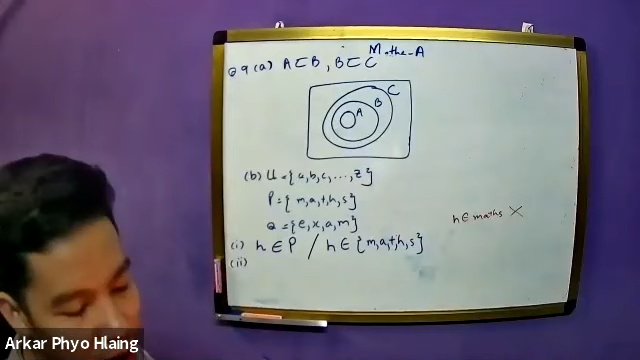 Maths-A
Q9 (a) A⊂B, B⊂C
C
B
A
(b) U={a,b,c,...,z}
P={m,a,t,h,s}
Q={e,x,a,m}
h∈maths ×
(i) h∈P / h∈{m,a,t,h,s}
(ii)
Arkar Phyo Hlaing